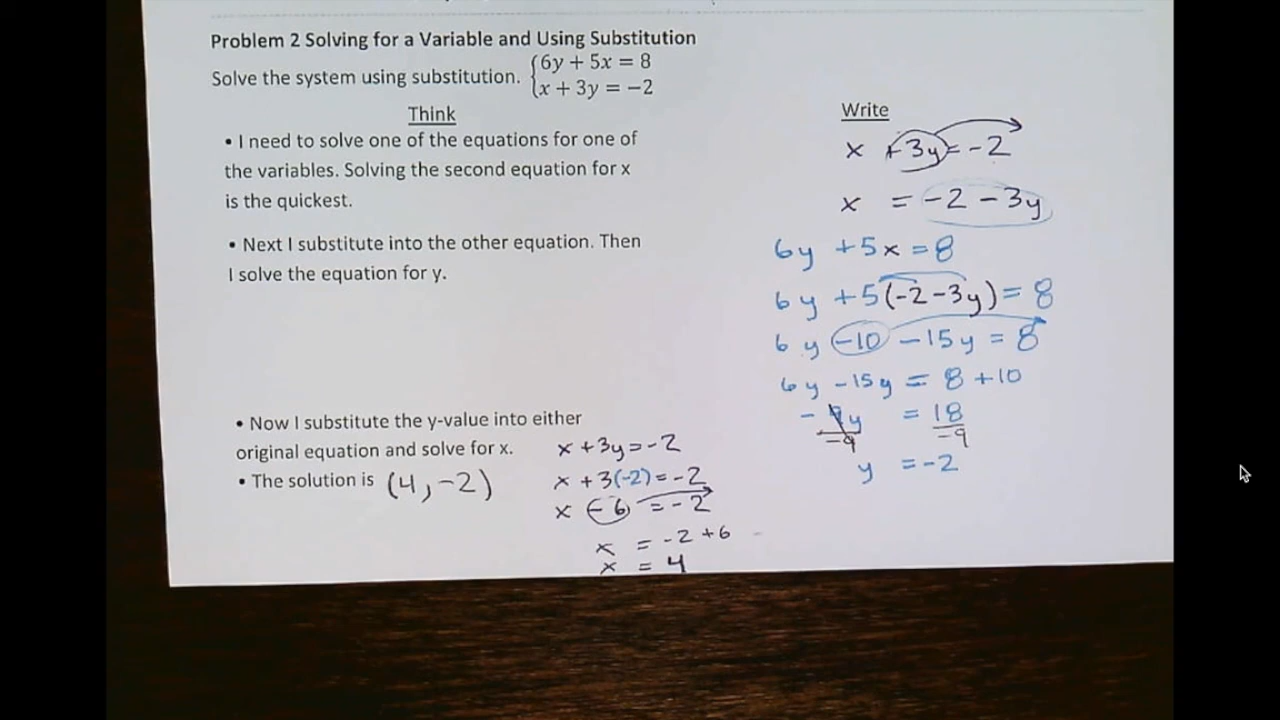 Problem 2 Solving for a Variable and Using Substitution
Solve the system using substitution. {6y + 5x = 8
x + 3y = −2
Think
• I need to solve one of the equations for one of
the variables. Solving the second equation for x
is the quickest.
• Next I substitute into the other equation. Then
I solve the equation for y.
• Now I substitute the y-value into either
original equation and solve for x.
• The solution is (4, -2)
x + 3y = -2
x + 3(-2) = -2
x - 6 = -2
x = -2 + 6
x = 4
Write
x + 3y = -2
x = -2 - 3y
6y + 5x = 8
6y + 5(-2 - 3y) = 8
6y - 10 - 15y = 8
6y - 15y = 8 + 10
-9y = 18
-9 -9
y = -2